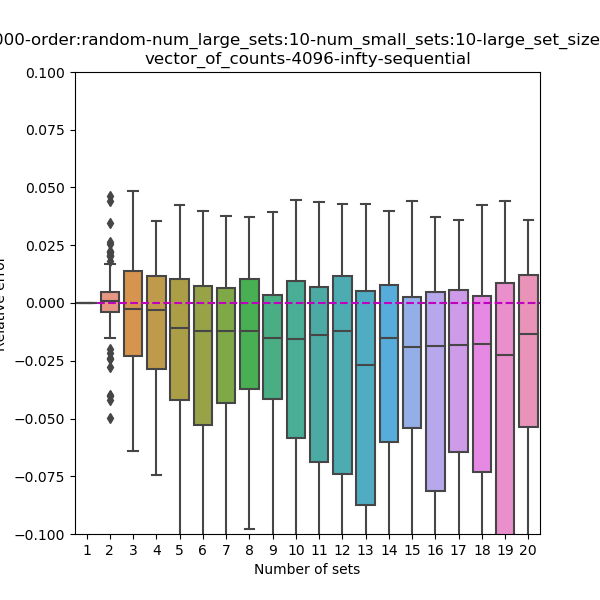 000-order:random-num_large_sets:10-num_small_sets:10-large_set_size
vector_of_counts-4096-infty-sequential
0.100
0.075
0.050
0.025
0.000
−0.025
−0.050
−0.075
−0.100
Relative error
1 2 3 4 5 6 7 8 9 10 11 12 13 14 15 16 17 18 19 20
Number of sets